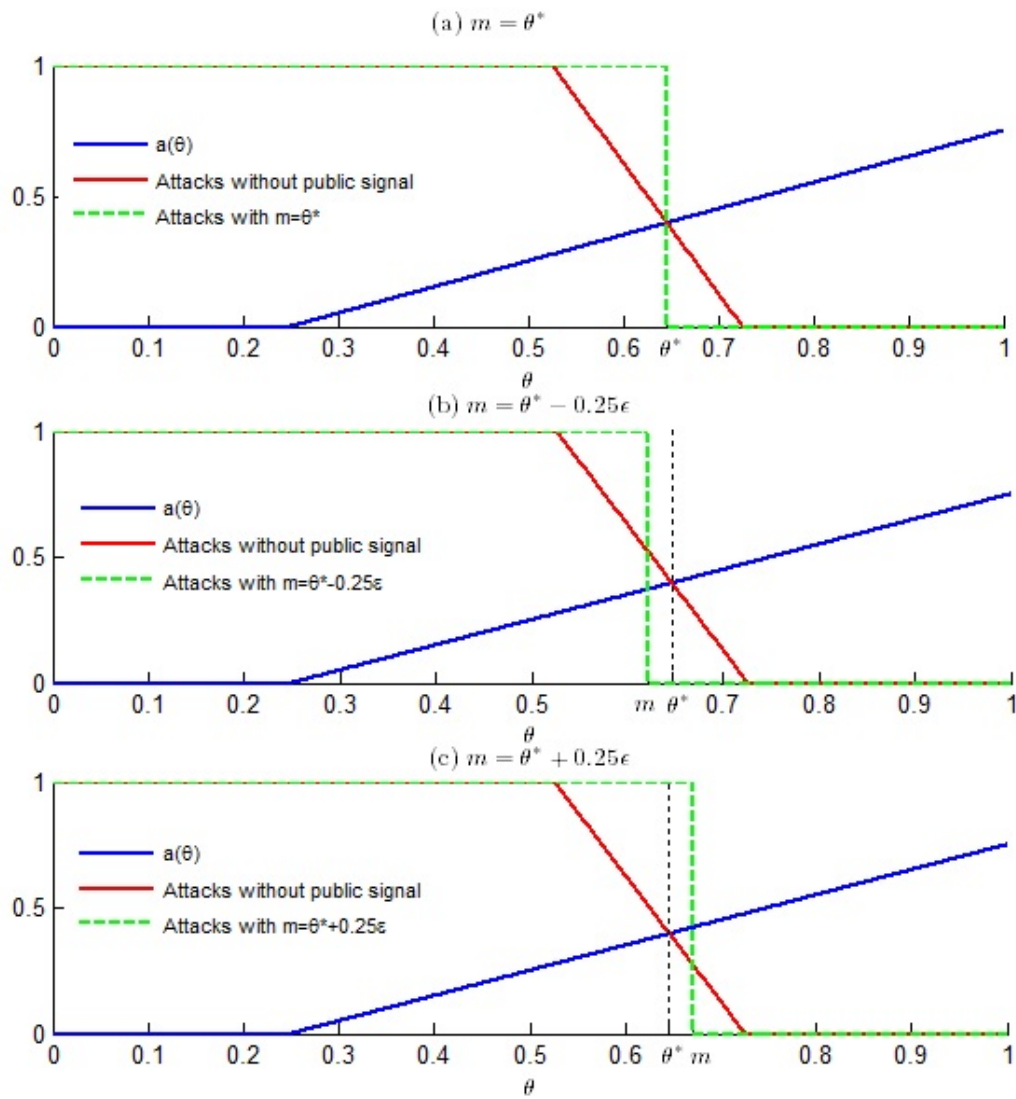 (a) m = θ*
1
a(θ)
Attacks without public signal
0.5
Attacks with m=θ*
0
0 0.1 0.2 0.3 0.4 0.5 0.6 θ* 0.7 0.8 0.9 1
θ
(b) m = θ* − 0.25ϵ
1
a(θ)
0.5
Attacks without public signal
Attacks with m=θ*-0.25ε
0
0 0.1 0.2 0.3 0.4 0.5 m θ* 0.7 0.8 0.9 1
θ
(c) m = θ* + 0.25ϵ
1
a(θ)
0.5
Attacks without public signal
Attacks with m=θ*+0.25ε
0
0 0.1 0.2 0.3 0.4 0.5 0.6 θ* m 0.8 0.9 1
θ